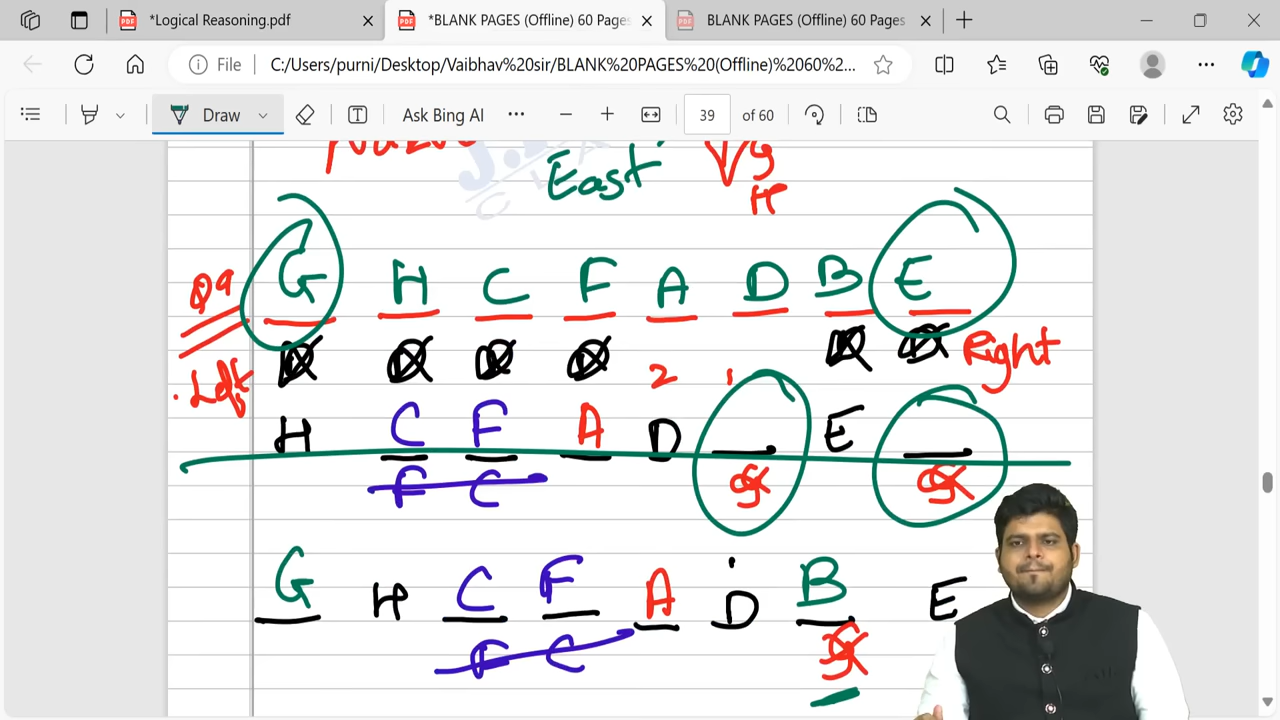 *Logical Reasoning.pdf
*BLANK PAGES (Offline) 60 Pages
BLANK PAGES (Offline) 60 Pages
File
C:/Users/purni/Desktop/Vaibhav%20sir/BLANK%20PAGES%20(Offline)%2060%2...
Draw
Ask Bing AI
39
of 60
East
G H C F A D B E
Left
2 1
Right
H C F A D E
F C
G H C F A D B E
F C